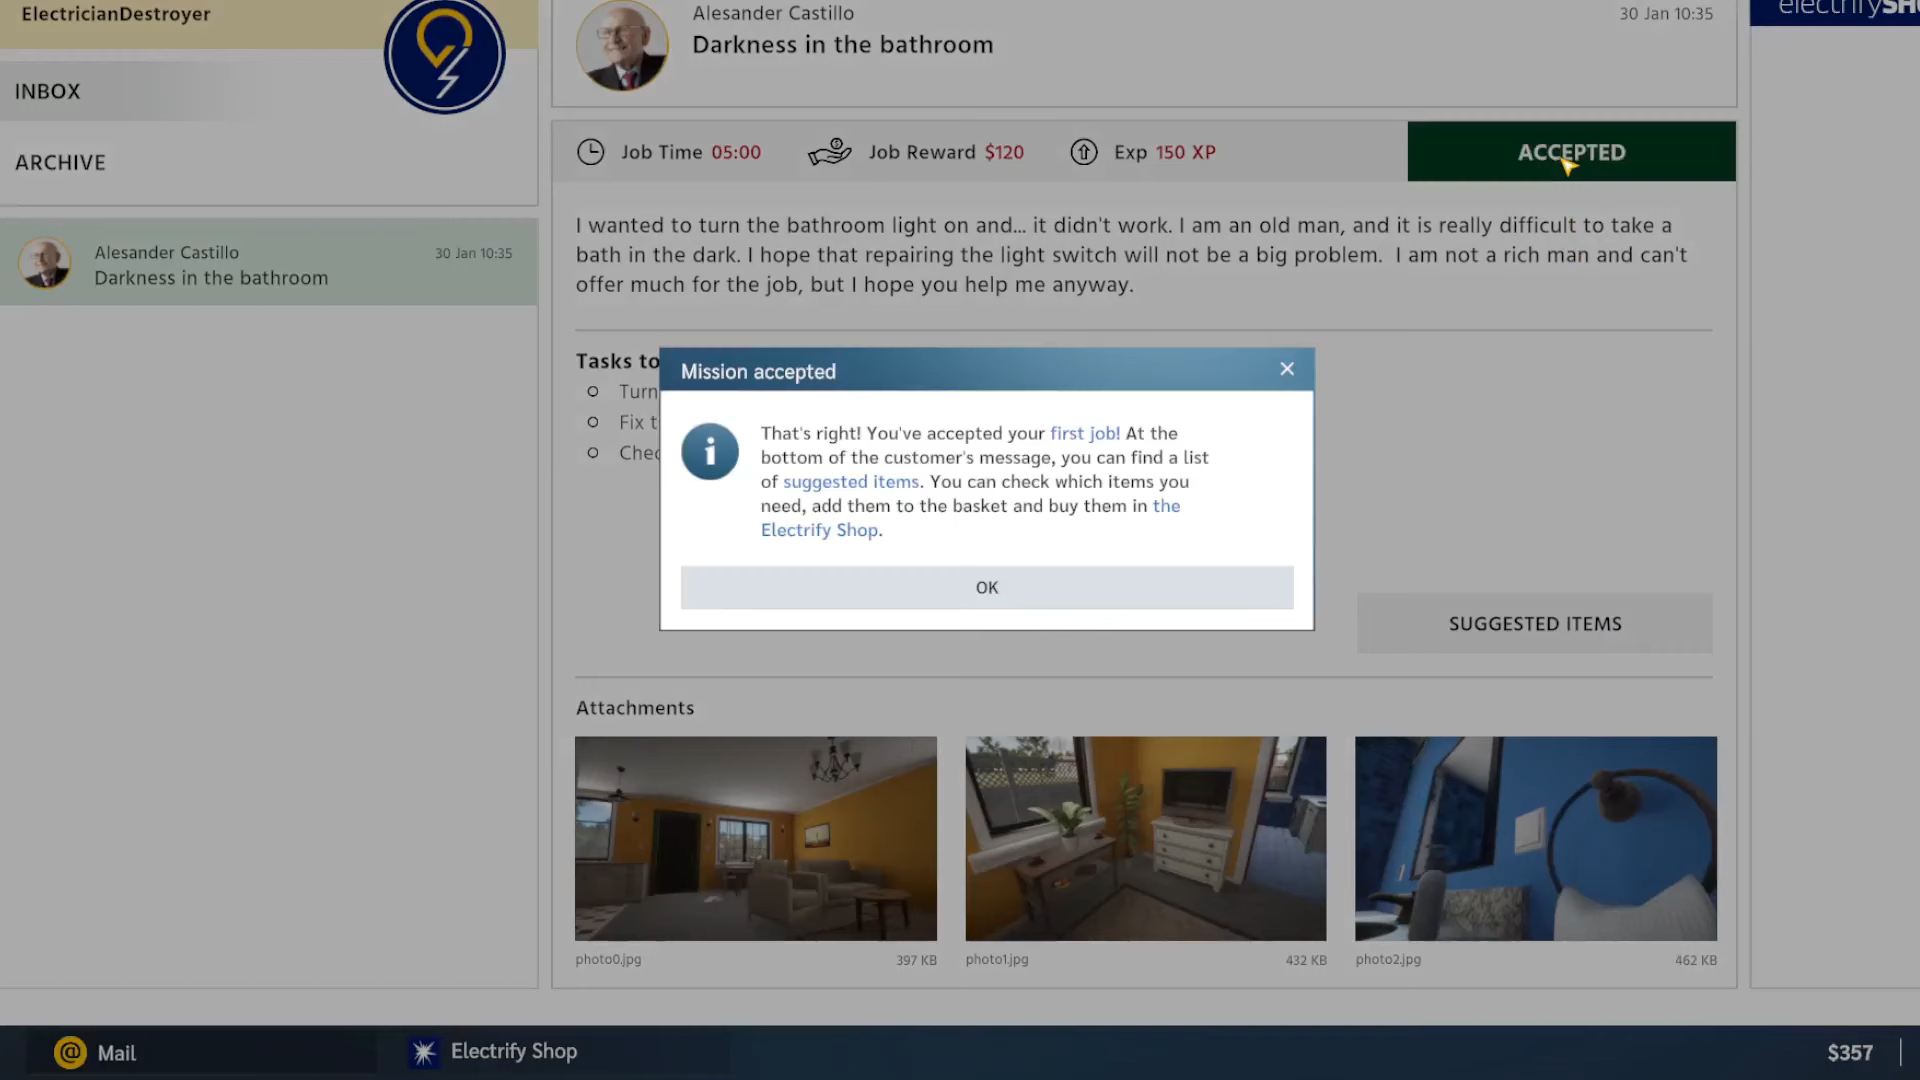 ElectricianDestroyer
INBOX
ARCHIVE
Alesander Castillo
30 Jan 10:35
Darkness in the bathroom
Alesander Castillo
30 Jan 10:35
Darkness in the bathroom
Job Time 05:00
Job Reward $120
Exp 150 XP
ACCEPTED
I wanted to turn the bathroom light on and... it didn't work. I am an old man, and it is really difficult to take a
bath in the dark. I hope that repairing the light switch will not be a big problem. I am not a rich man and can't
offer much for the job, but I hope you help me anyway.
Tasks to
Turn
Fix t
Chec
Mission accepted
That's right! You've accepted your first job! At the
bottom of the customer's message, you can find a list
of suggested items. You can check which items you
need, add them to the basket and buy them in the
Electrify Shop.
OK
SUGGESTED ITEMS
Attachments
photo0.jpg
397 KB
photo1.jpg
432 KB
photo2.jpg
462 KB
Mail
Electrify Shop
$357